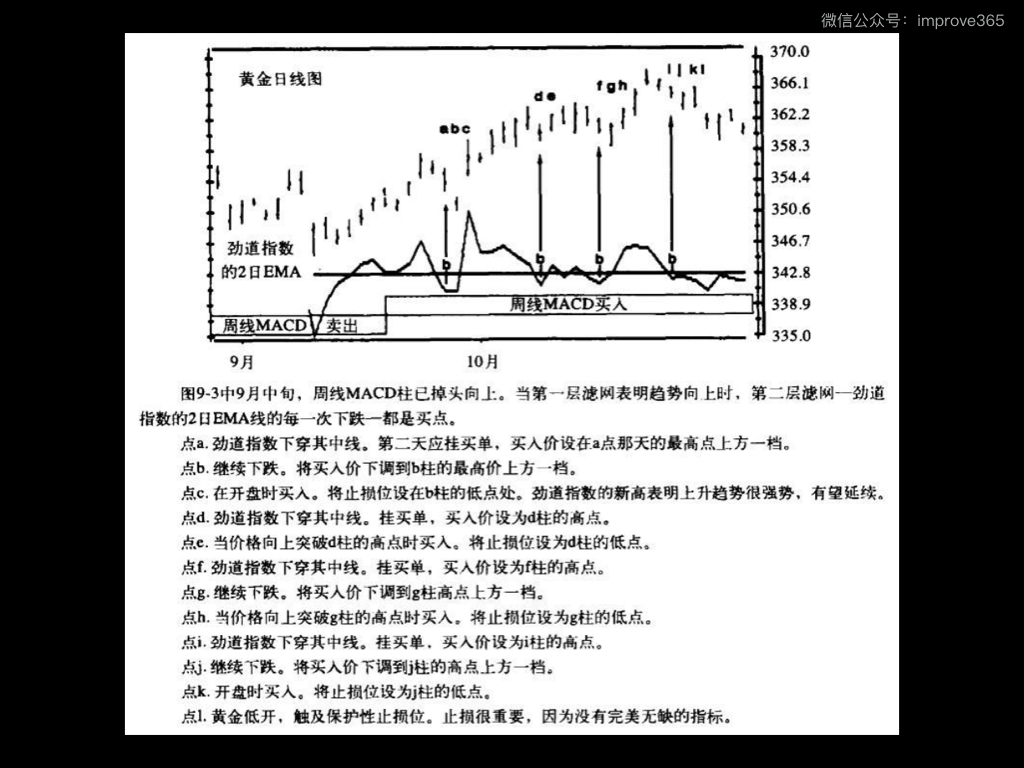 微信公众号：improve365
黄金日线图
370.0
366.1
362.2
358.3
354.4
350.6
346.7
342.8
338.9
335.0
a b c
d e
f g h
i j k l
劲道指数
的2日EMA
b
b
b
b
周线MACD买入
周线MACD 卖出
9月
10月
图9-3中9月中旬，周线MACD柱已掉头向上。当第一层滤网表明趋势向上时，第二层滤网—劲道
指数的2日EMA线的每一次下跌—都是买点。
点a. 劲道指数下穿其中线。第二天应挂买单，买入价设在a点那天的最高点上方一档。
点b. 继续下跌。将买入价下调到b柱的最高价上方一档。
点c. 在开盘时买入。将止损位设在b柱的低点处。劲道指数的新高表明上升趋势很强势，有望延续。
点d. 劲道指数下穿其中线。挂买单，买入价设为d柱的高点。
点e. 当价格向上突破d柱的高点时买入。将止损位设为d柱的低点。
点f. 劲道指数下穿其中线。挂买单，买入价设为f柱的高点。
点g. 继续下跌。将买入价下调到g柱高点上方一档。
点h. 当价格向上突破g柱的高点时买入。将止损位设为g柱的低点。
点i. 劲道指数下穿其中线。挂买单，买入价设为i柱的高点。
点j. 继续下跌。将买入价下调到j柱的高点上方一档。
点k. 开盘时买入。将止损位设为j柱的低点。
点l. 黄金低开，触及保护性止损位。止损很重要，因为没有完美无缺的指标。